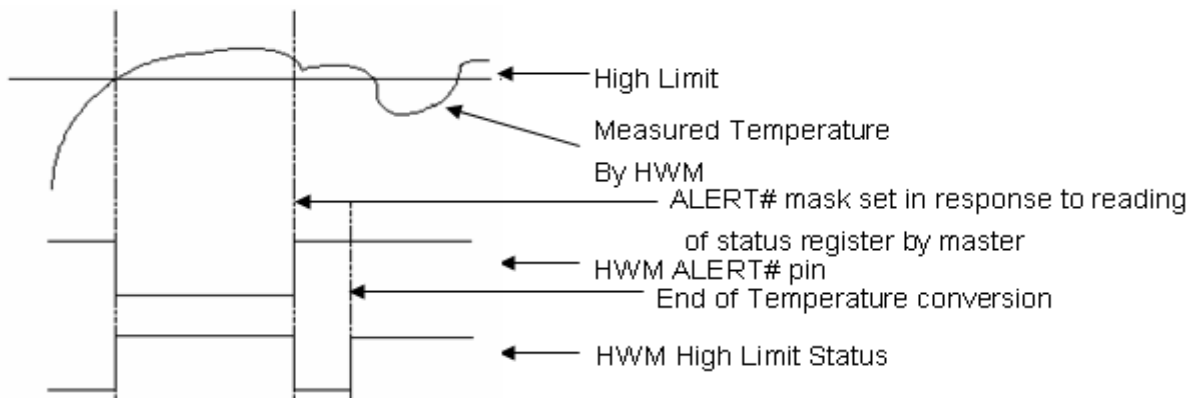 High Limit
Measured Temperature
By HWM
ALERT# mask set in response to reading
of status register by master
HWM ALERT# pin
End of Temperature conversion
HWM High Limit Status